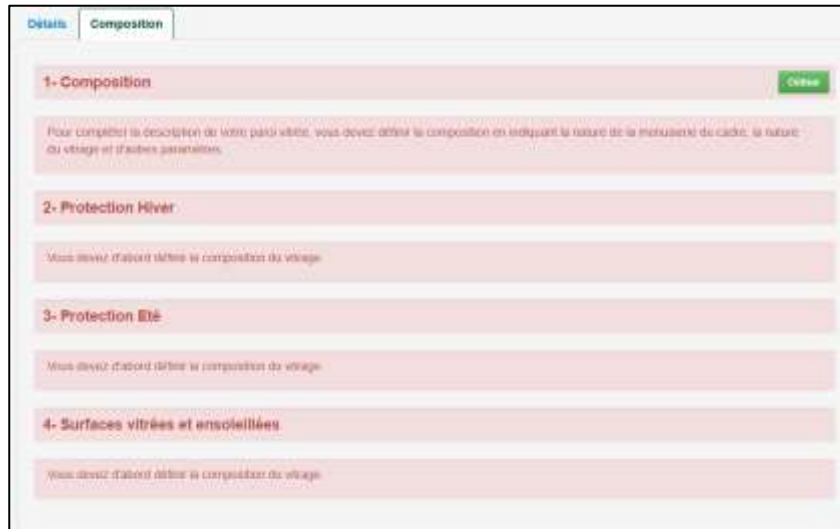 Détails
Composition
1- Composition
Définir
Pour compléter la description de votre paroi vitrée, vous devez définir la composition en indiquant la nature de la menuiserie du cadre, la nature
du vitrage et d'autres paramètres.
2- Protection Hiver
Vous devez d'abord définir la composition du vitrage
3- Protection Eté
Vous devez d'abord définir la composition du vitrage
4- Surfaces vitrées et ensoleillées
Vous devez d'abord définir la composition du vitrage